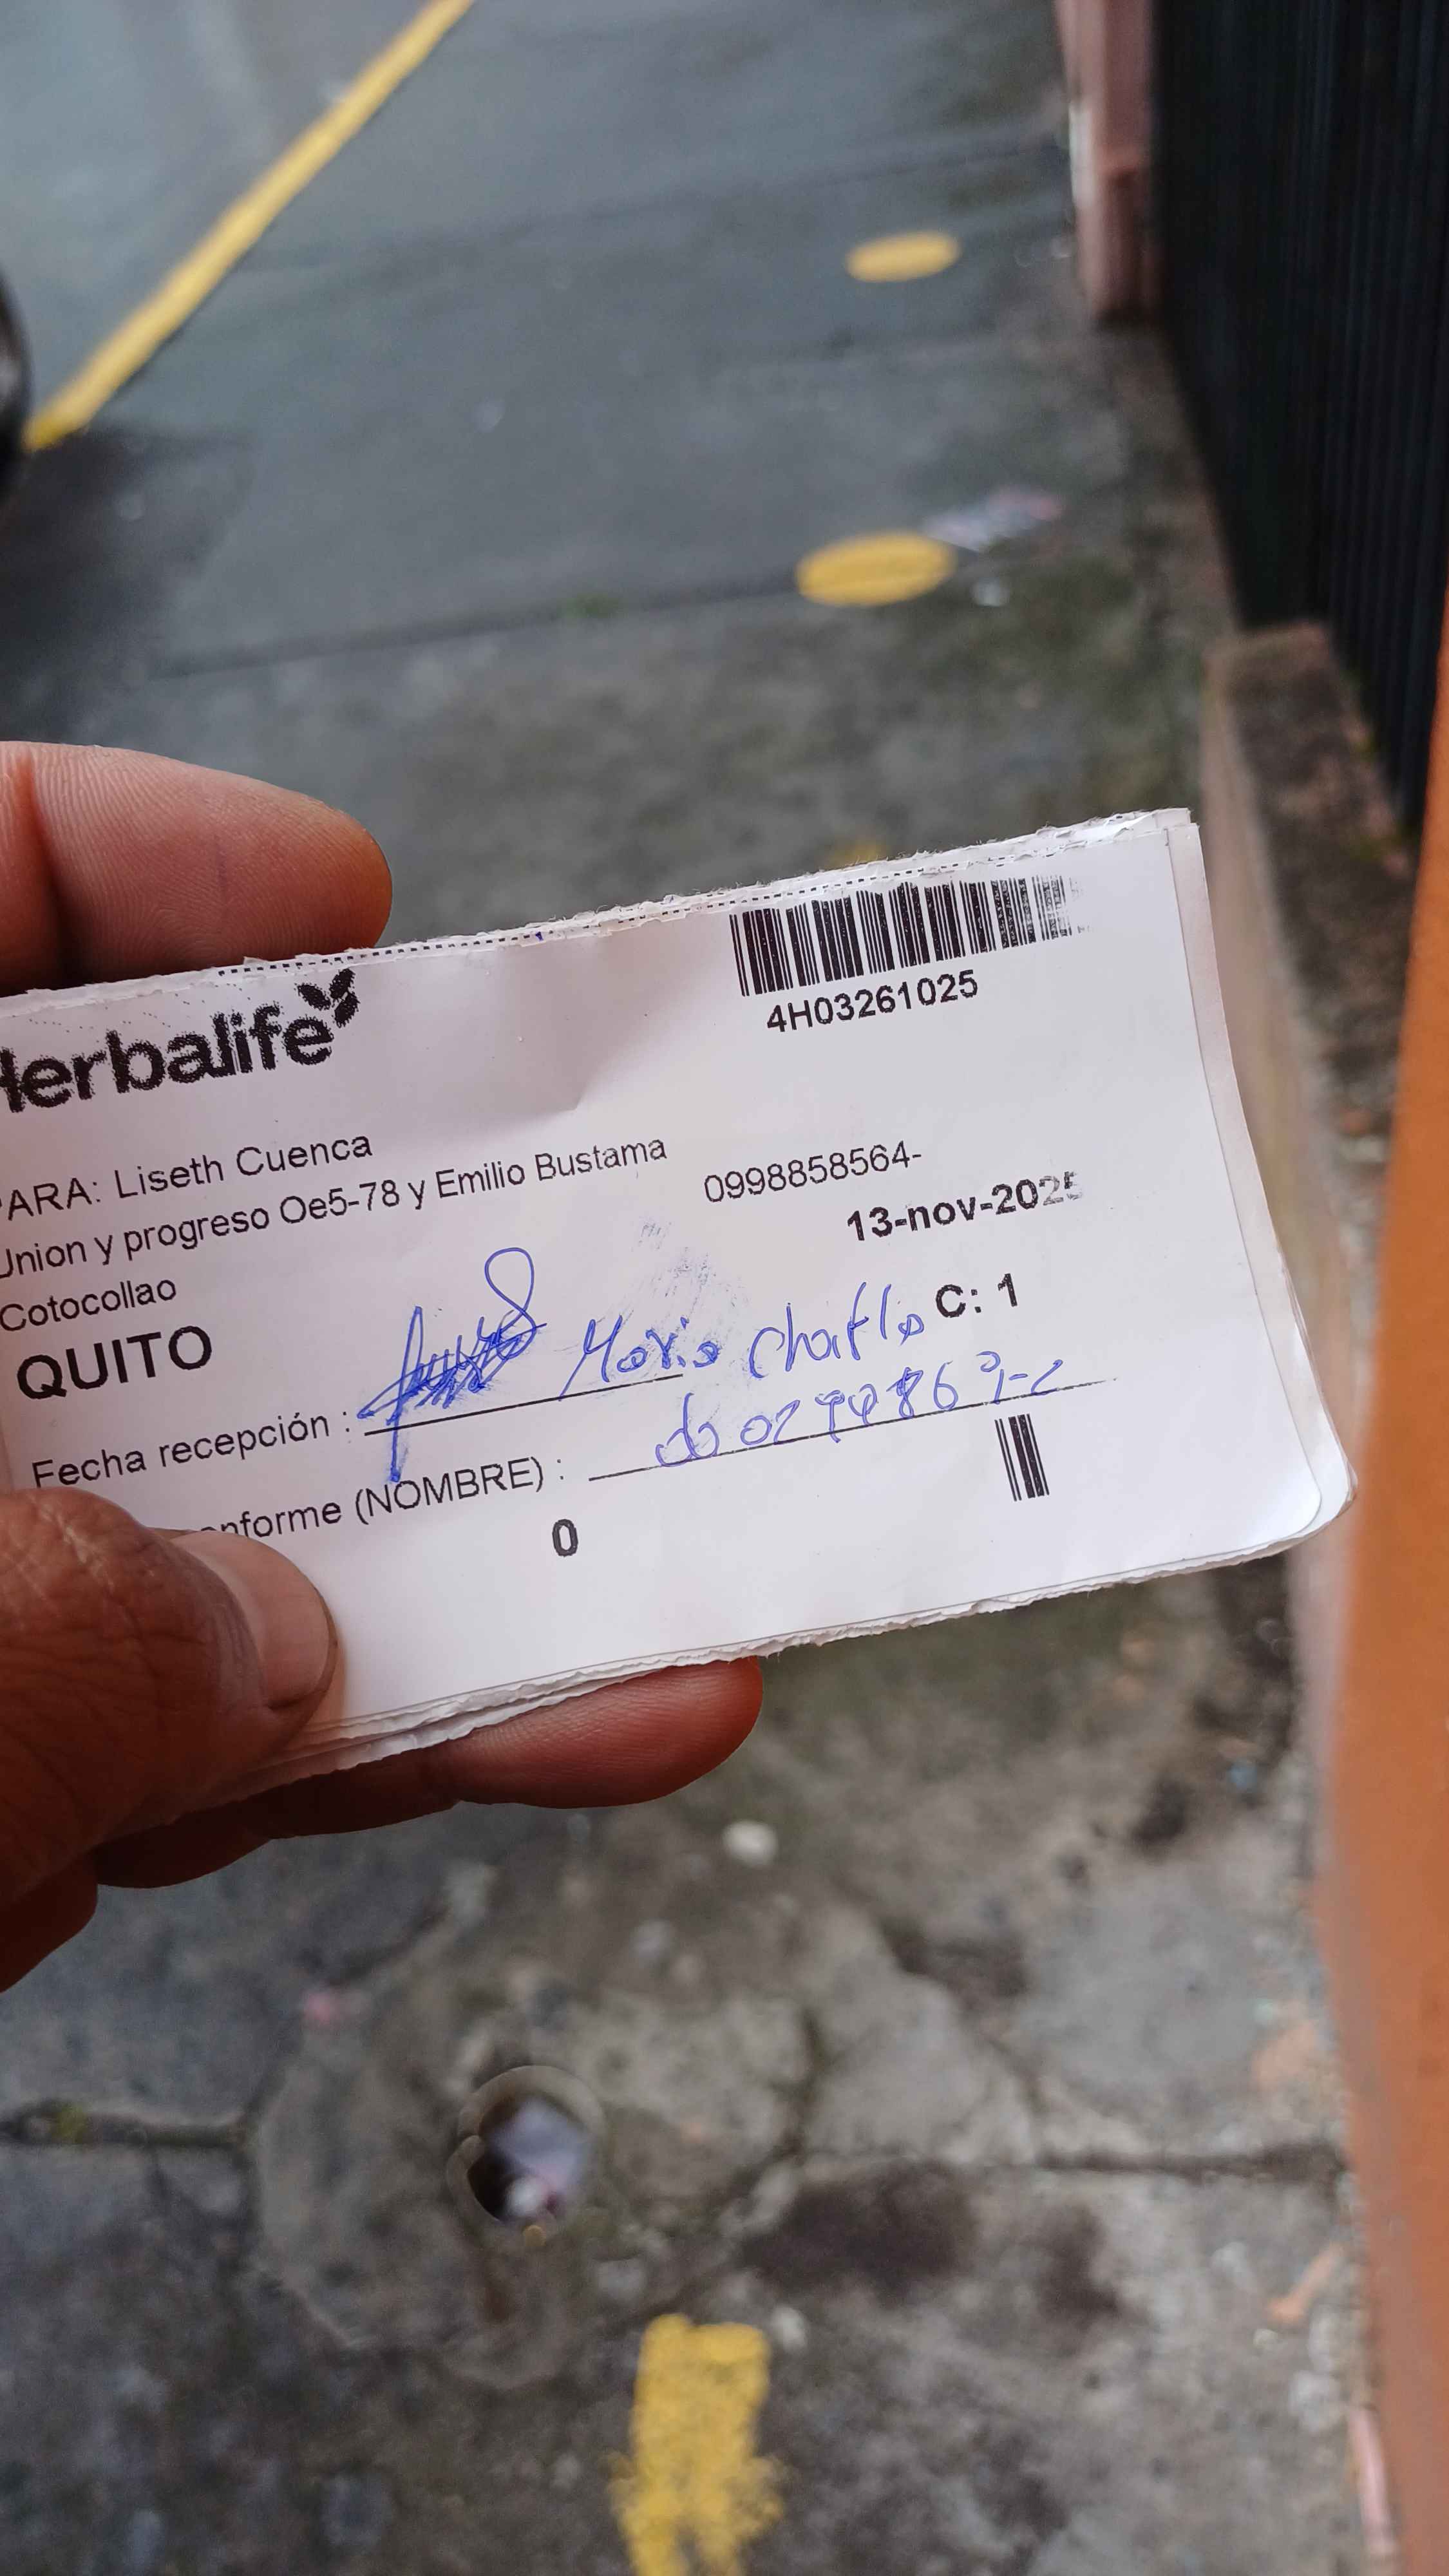 Herbalife
4H03261025
PARA: Liseth Cuenca
0998858564-
Union y progreso Oe5-78 y Emilio Bustama
13-nov-2025
Cotocollao
QUITO
C: 1
Fecha recepción :
onforme (NOMBRE) :
0